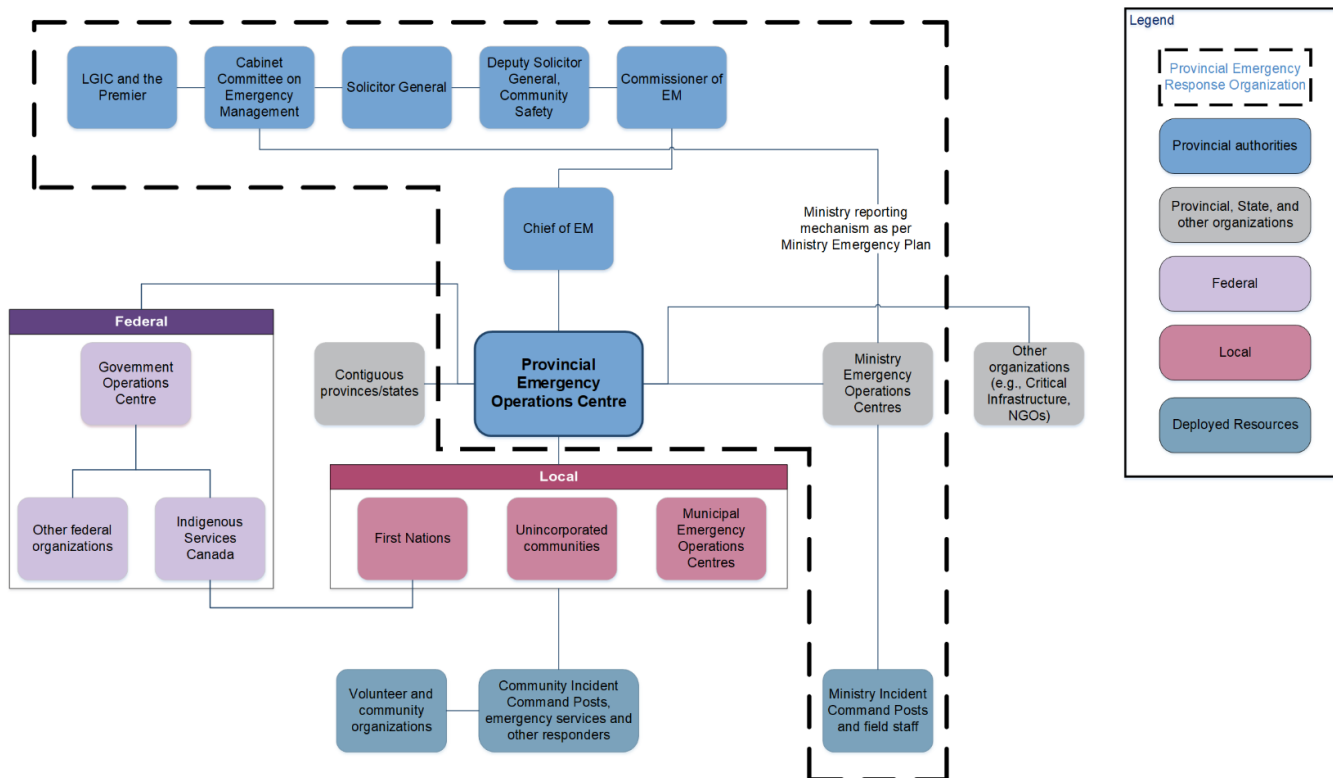 LGIC and the
Premier
Cabinet
Committee on
Emergency
Management
Solicitor General
Deputy Solicitor
General,
Community
Safety
Commissioner of
EM
Chief of EM
Ministry reporting
mechanism as per
Ministry Emergency Plan
Federal
Government
Operations
Centre
Other federal
organizations
Indigenous
Services
Canada
Contiguous
provinces/states
Provincial
Emergency
Operations Centre
Ministry
Emergency
Operations
Centres
Other
organizations
(e.g., Critical
Infrastructure,
NGOs)
Local
First Nations
Unincorporated
communities
Municipal
Emergency
Operations
Centres
Volunteer and
community
organizations
Community Incident
Command Posts,
emergency services and
other responders
Ministry Incident
Command Posts
and field staff
Legend
Provincial Emergency
Response Organization
Provincial authorities
Provincial, State, and
other organizations
Federal
Local
Deployed Resources